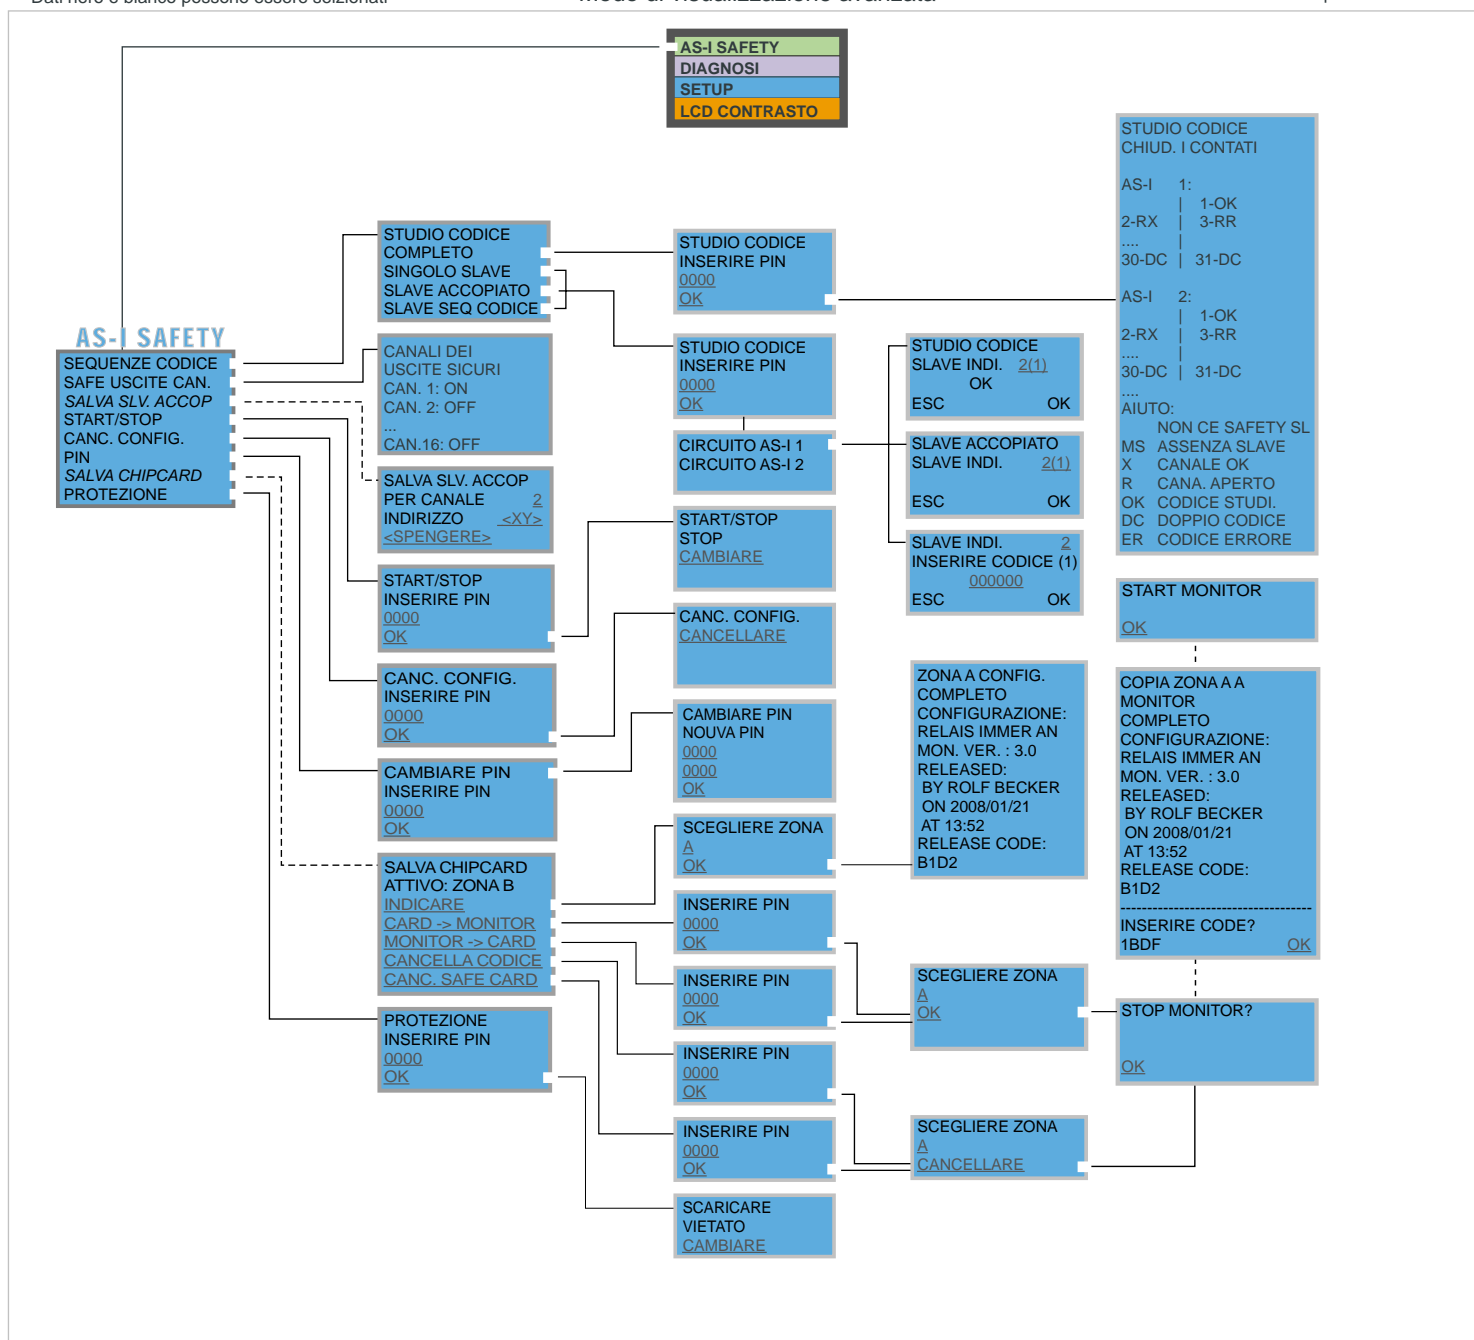 AS-I SAFETY
DIAGNOSI
SETUP
LCD CONTRASTO
AS-I SAFETY
SEQUENZE CODICE
SAFE USCITE CAN.
SALVA SLV. ACCOP
START/STOP
CANC. CONFIG.
PIN
SALVA CHIPCARD
PROTEZIONE
STUDIO CODICE
COMPLETO
SINGOLO SLAVE
SLAVE ACCOPIATO
SLAVE SEQ CODICE
CANALI DEI
USCITE SICURI
CAN. 1: ON
CAN. 2: OFF
...
CAN.16: OFF
SALVA SLV. ACCOP
PER CANALE 2
INDIRIZZO <XY>
<SPENGERE>
START/STOP
INSERIRE PIN
0000
OK
CANC. CONFIG.
INSERIRE PIN
0000
OK
CAMBIARE PIN
INSERIRE PIN
0000
OK
SALVA CHIPCARD
ATTIVO: ZONA B
INDICARE
CARD -> MONITOR
MONITOR -> CARD
CANCELLA CODICE
CANC. SAFE CARD
PROTEZIONE
INSERIRE PIN
0000
OK
STUDIO CODICE
INSERIRE PIN
0000
OK
STUDIO CODICE
INSERIRE PIN
0000
OK
CIRCUITO AS-I 1
CIRCUITO AS-I 2
START/STOP
STOP
CAMBIARE
CANC. CONFIG.
CANCELLARE
CAMBIARE PIN
NOUVA PIN
0000
0000
OK
SCEGLIERE ZONA
A
OK
INSERIRE PIN
0000
OK
INSERIRE PIN
0000
OK
INSERIRE PIN
0000
OK
INSERIRE PIN
0000
OK
SCARICARE
VIETATO
CAMBIARE
STUDIO CODICE
SLAVE INDI. 2(1)
OK
ESC OK
SLAVE ACCOPIATO
SLAVE INDI. 2(1)
ESC OK
SLAVE INDI. 2
INSERIRE CODICE (1)
000000
ESC OK
ZONA A CONFIG.
COMPLETO
CONFIGURAZIONE:
RELAIS IMMER AN
MON. VER. : 3.0
RELEASED:
BY ROLF BECKER
ON 2008/01/21
AT 13:52
RELEASE CODE:
B1D2
SCEGLIERE ZONA
A
OK
SCEGLIERE ZONA
A
CANCELLARE
STUDIO CODICE
CHIUD. I CONTATI
AS-I 1:
| 1-OK
2-RX | 3-RR
.... |
30-DC | 31-DC
AS-I 2:
| 1-OK
2-RX | 3-RR
.... |
30-DC | 31-DC
....
AIUTO:
NON CE SAFETY SL
MS ASSENZA SLAVE
X CANALE OK
R CANA. APERTO
OK CODICE STUDI.
DC DOPPIO CODICE
ER CODICE ERRORE
START MONITOR
OK
COPIA ZONA A A
MONITOR
COMPLETO
CONFIGURAZIONE:
RELAIS IMMER AN
MON. VER. : 3.0
RELEASED:
BY ROLF BECKER
ON 2008/01/21
AT 13:52
RELEASE CODE:
B1D2
----------------------------------
INSERIRE CODE?
1BDF OK
STOP MONITOR?
OK